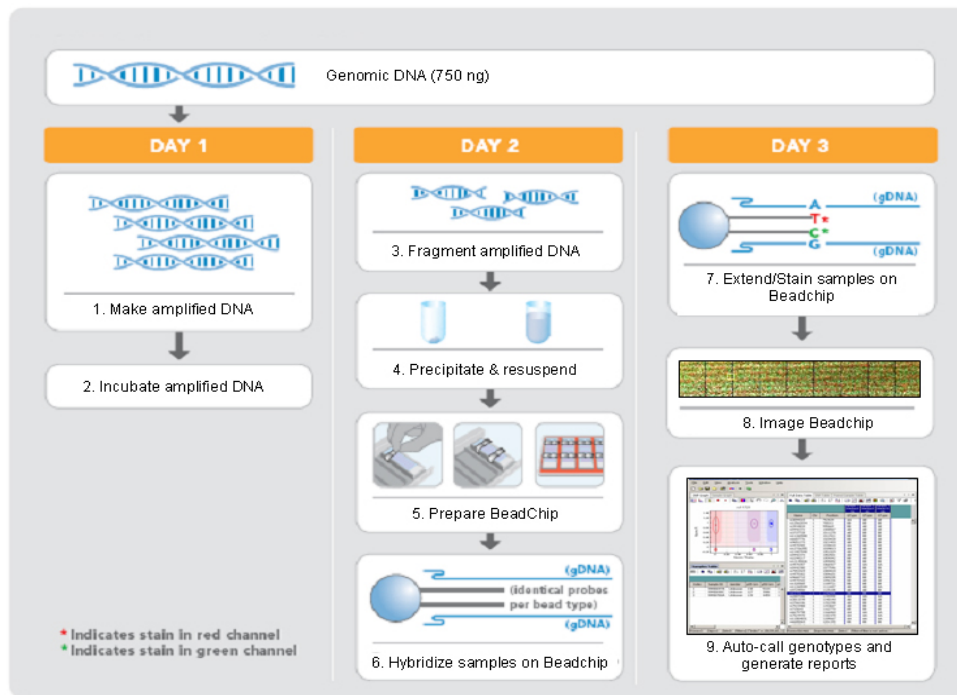 Genomic DNA (750 ng)
DAY 1
1. Make amplified DNA
2. Incubate amplified DNA
DAY 2
3. Fragment amplified DNA
4. Precipitate & resuspend
5. Prepare BeadChip
(gDNA)
(identical probes
per bead type)
(gDNA)
6. Hybridize samples on Beadchip
DAY 3
A (gDNA)
T*
C*
G (gDNA)
7. Extend/Stain samples on
Beadchip
8. Image Beadchip
9. Auto-call genotypes and
generate reports
* Indicates stain in red channel
* Indicates stain in green channel